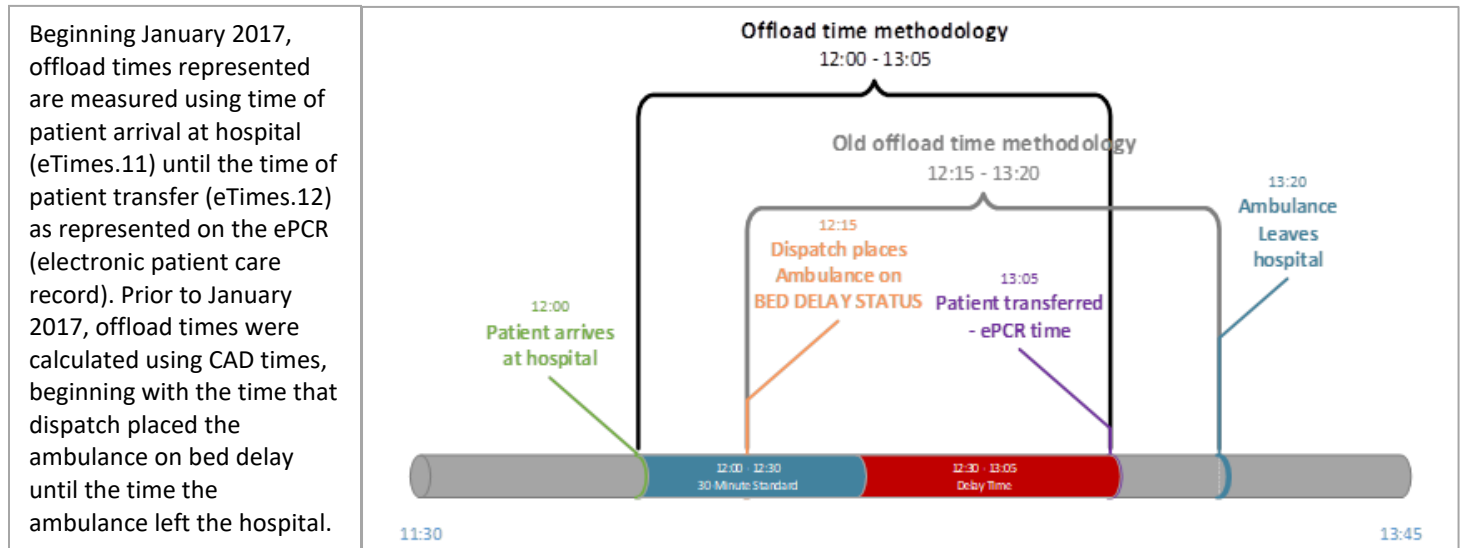 Beginning January 2017,
offload times represented
are measured using time of
patient arrival at hospital
(eTimes.11) until the time of
patient transfer (eTimes.12)
as represented on the ePCR
(electronic patient care
record). Prior to January
2017, offload times were
calculated using CAD times,
beginning with the time that
dispatch placed the
ambulance on bed delay
until the time the
ambulance left the hospital.
Offload time methodology
12:00 - 13:05
Old offload time methodology
12:15 - 13:20
13:20
Ambulance
Leaves
hospital
12:15
Dispatch places
Ambulance on
BED DELAY STATUS
13:05
Patient transferred
- ePCR time
12:00
Patient arrives
at hospital
12:00 - 12:30
30-Minute Standard
12:30 - 13:05
Delay Time
11:30
13:45